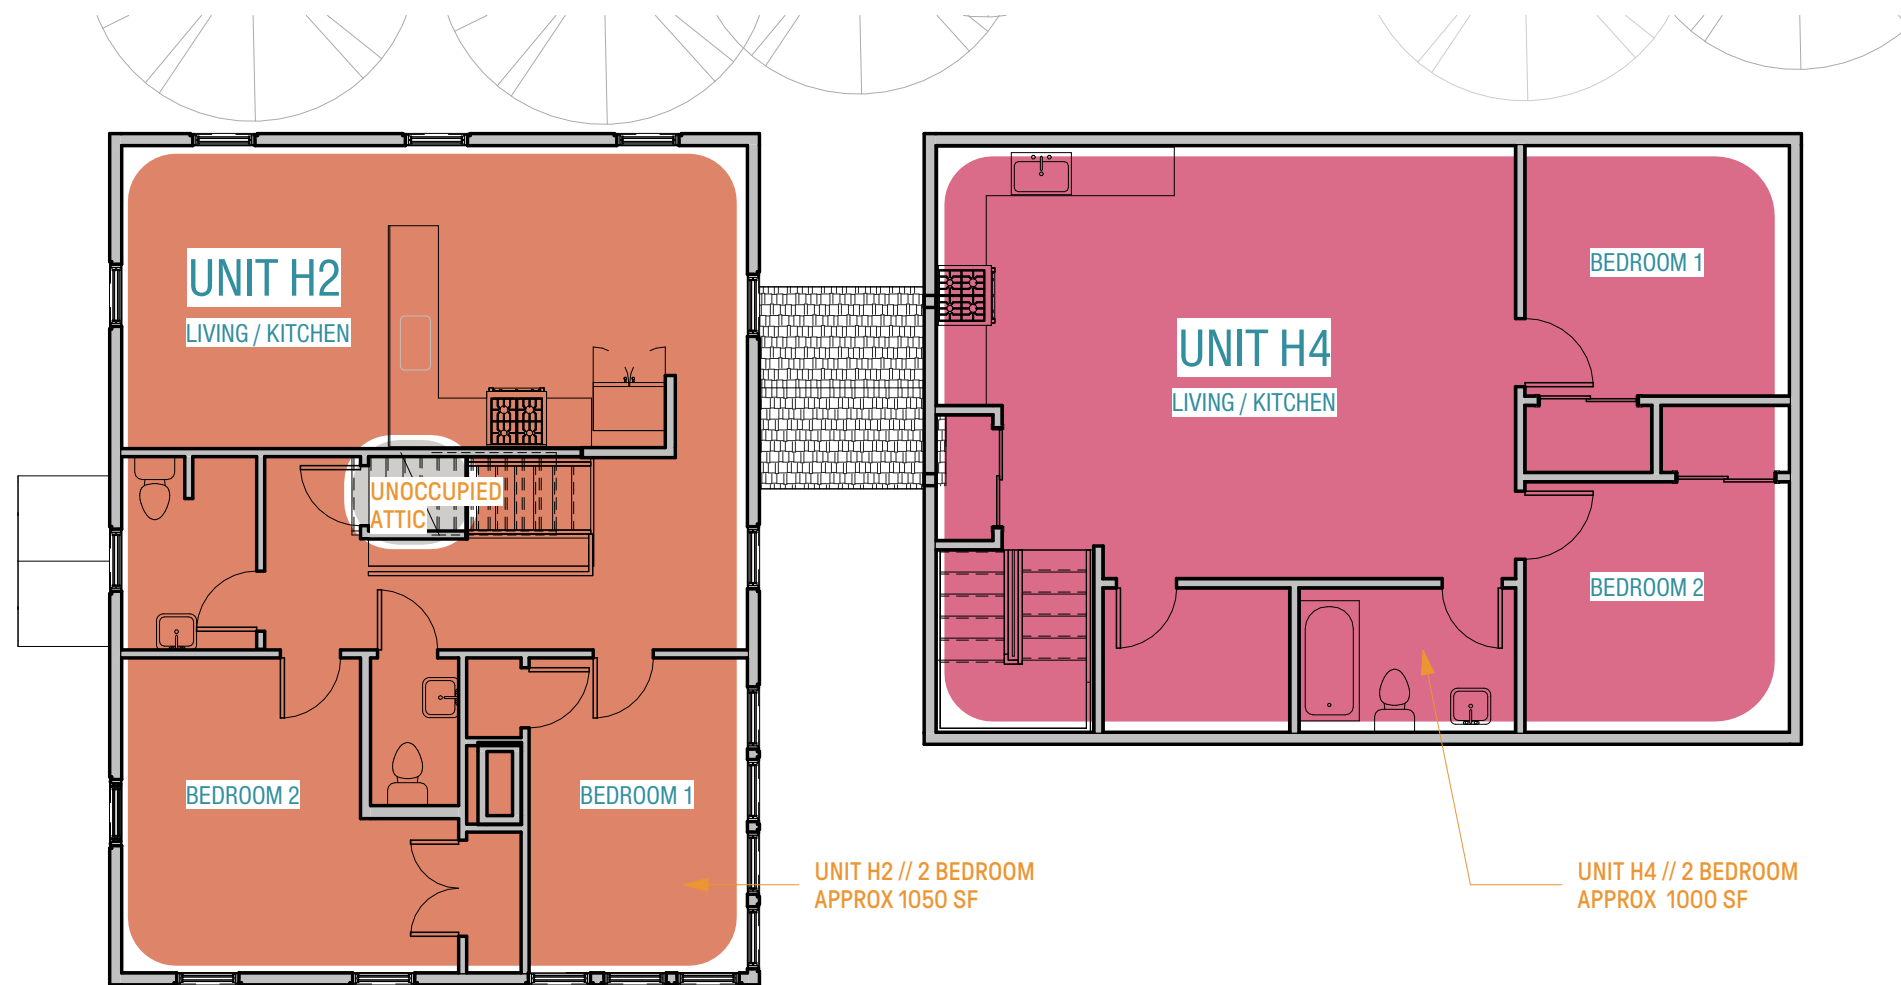 UNIT H2
LIVING / KITCHEN
UNOCCUPIED
ATTIC
BEDROOM 2
BEDROOM 1
UNIT H2 // 2 BEDROOM
APPROX 1050 SF
UNIT H4
LIVING / KITCHEN
BEDROOM 1
BEDROOM 2
UNIT H4 // 2 BEDROOM
APPROX 1000 SF